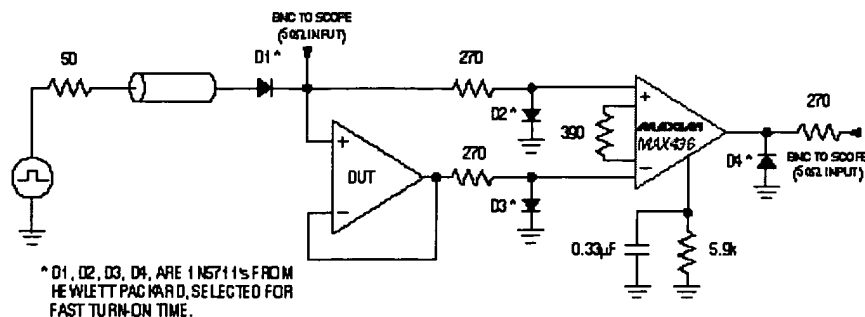 BNC TO SCOPE
(50Ω INPUT)
50
D1*
270
D2*
390
+
−
MAXIM
MAX436
270
D4*
BNC TO SCOPE
(50Ω INPUT)
+
−
DUT
270
D3*
0.33µF
5.9k
* D1, D2, D3, D4, ARE 1N5711's FROM
HEWLETT PACKARD, SELECTED FOR
FAST TURN-ON TIME.